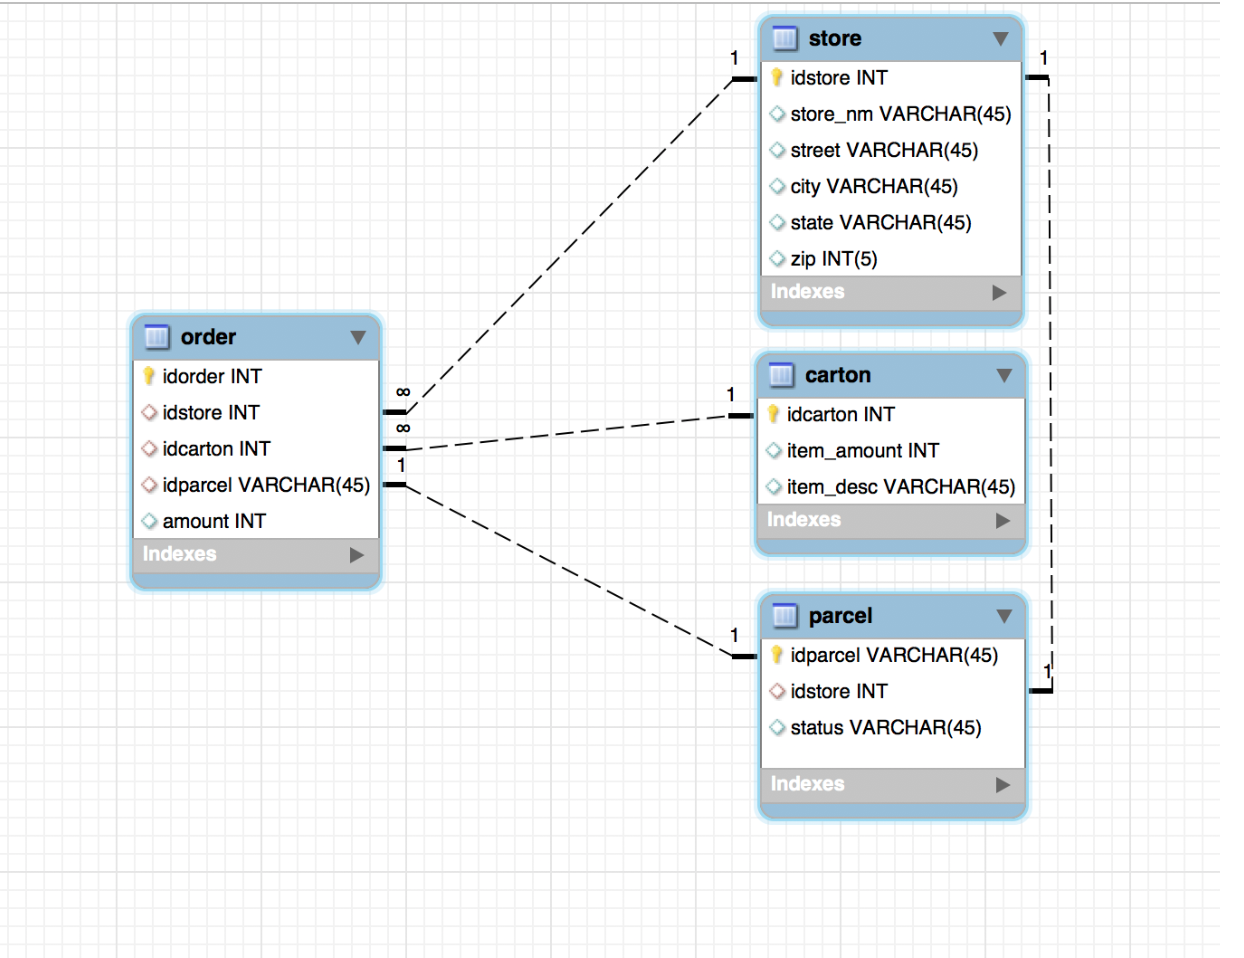 store
1
1
idstore INT
store_nm VARCHAR(45)
street VARCHAR(45)
city VARCHAR(45)
state VARCHAR(45)
zip INT(5)
Indexes
order
idorder INT
idstore INT
idcarton INT
idparcel VARCHAR(45)
amount INT
Indexes
∞
∞
1
carton
1
idcarton INT
item_amount INT
item_desc VARCHAR(45)
Indexes
parcel
1
idparcel VARCHAR(45)
idstore INT
status VARCHAR(45)
1
Indexes